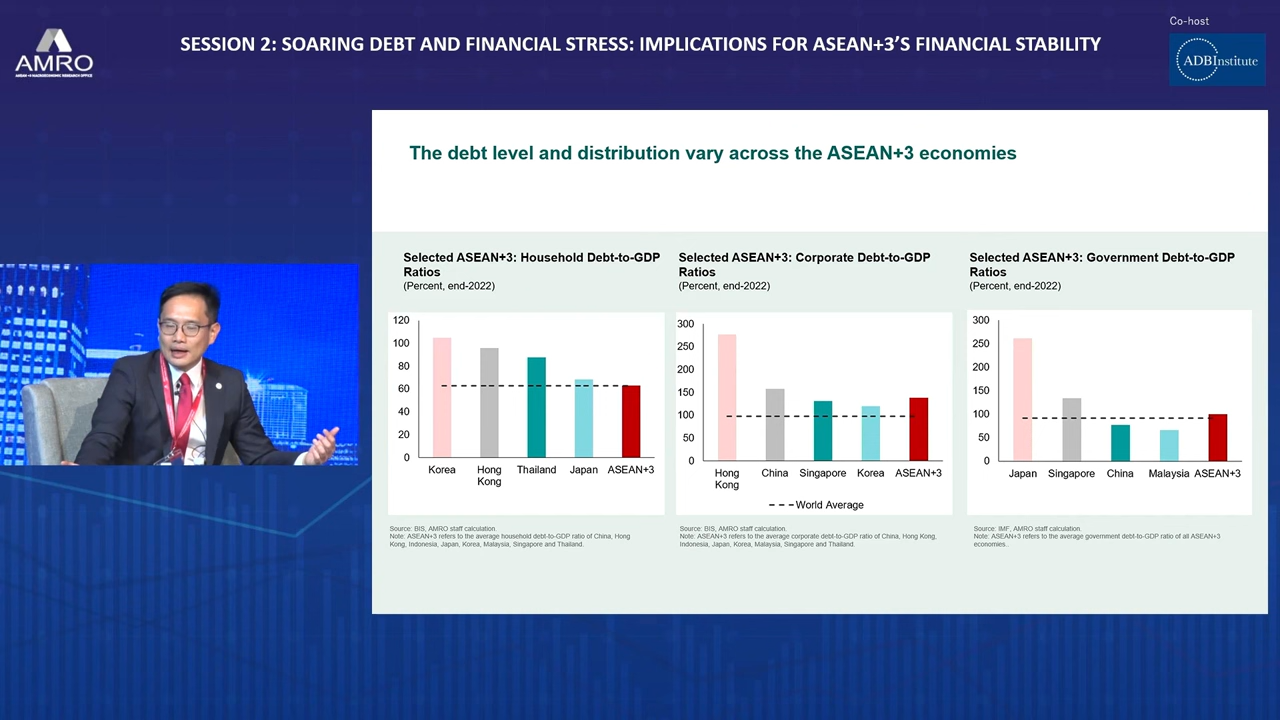 Co-host
AMRO
ASEAN+3 MACROECONOMIC RESEARCH OFFICE
SESSION 2: SOARING DEBT AND FINANCIAL STRESS: IMPLICATIONS FOR ASEAN+3’S FINANCIAL STABILITY
ADBInstitute
The debt level and distribution vary across the ASEAN+3 economies
Selected ASEAN+3: Household Debt-to-GDP
Ratios
(Percent, end-2022)
120
100
80
60
40
20
0
Korea
Hong
Kong
Thailand
Japan
ASEAN+3
Source: BIS, AMRO staff calculation.
Note: ASEAN+3 refers to the average household debt-to-GDP ratio of China, Hong
Kong, Indonesia, Japan, Korea, Malaysia, Singapore and Thailand.
Selected ASEAN+3: Corporate Debt-to-GDP
Ratios
(Percent, end-2022)
300
250
200
150
100
50
0
Hong
Kong
China
Singapore
Korea
ASEAN+3
World Average
Source: BIS, AMRO staff calculation.
Note: ASEAN+3 refers to the average corporate debt-to-GDP ratio of China, Hong Kong,
Indonesia, Japan, Korea, Malaysia, Singapore and Thailand.
Selected ASEAN+3: Government Debt-to-GDP
Ratios
(Percent, end-2022)
300
250
200
150
100
50
0
Japan
Singapore
China
Malaysia
ASEAN+3
Source: IMF, AMRO staff calculation.
Note: ASEAN+3 refers to the average government debt-to-GDP ratio of all ASEAN+3
economies..